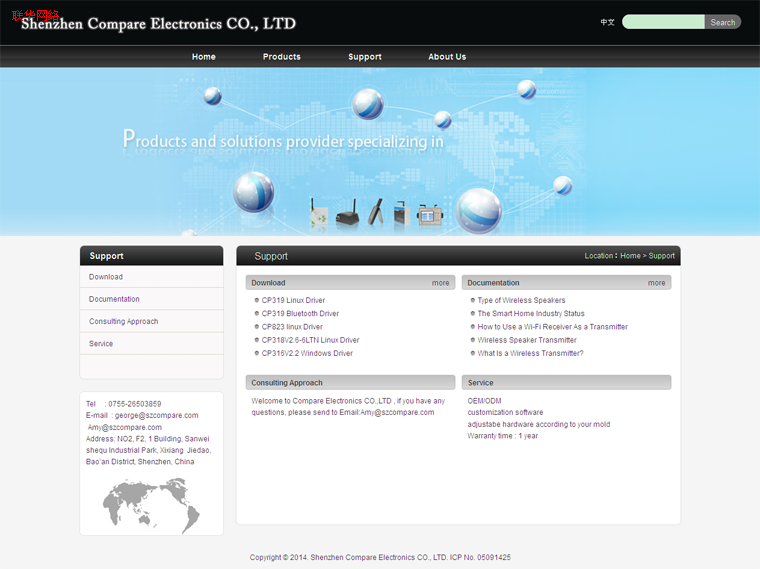 联华网络
Shenzhen Compare Electronics CO., LTD
中文
Search
Home
Products
Support
About Us
Products and solutions provider specializing in
Support
Download
Documentation
Consulting Approach
Service
Tel : 0755-26503859
E-mail : george@szcompare.com
Amy@szcompare.com
Address: NO2, F2, 1 Building, Sanwei
shequ Industrial Park, Xixiang Jiedao,
Bao'an District, Shenzhen, China
Support
Location : Home > Support
Download
more
CP319 Linux Driver
CP319 Bluetooth Driver
CP823 linux Driver
CP318V2.6-6LTN Linux Driver
CP316V2.2 Windows Driver
Documentation
more
Type of Wireless Speakers
The Smart Home Industry Status
How to Use a Wi-Fi Receiver As a Transmitter
Wireless Speaker Transmitter
What Is a Wireless Transmitter?
Consulting Approach
Welcome to Compare Electronics CO.,LTD , if you have any
questions, please send to Email:Amy@szcompare.com
Service
OEM/ODM
customization software
adjustabe hardware according to your mold
Warranty time : 1 year
Copyright © 2014. Shenzhen Compare Electronics CO., LTD. ICP No. 05091425